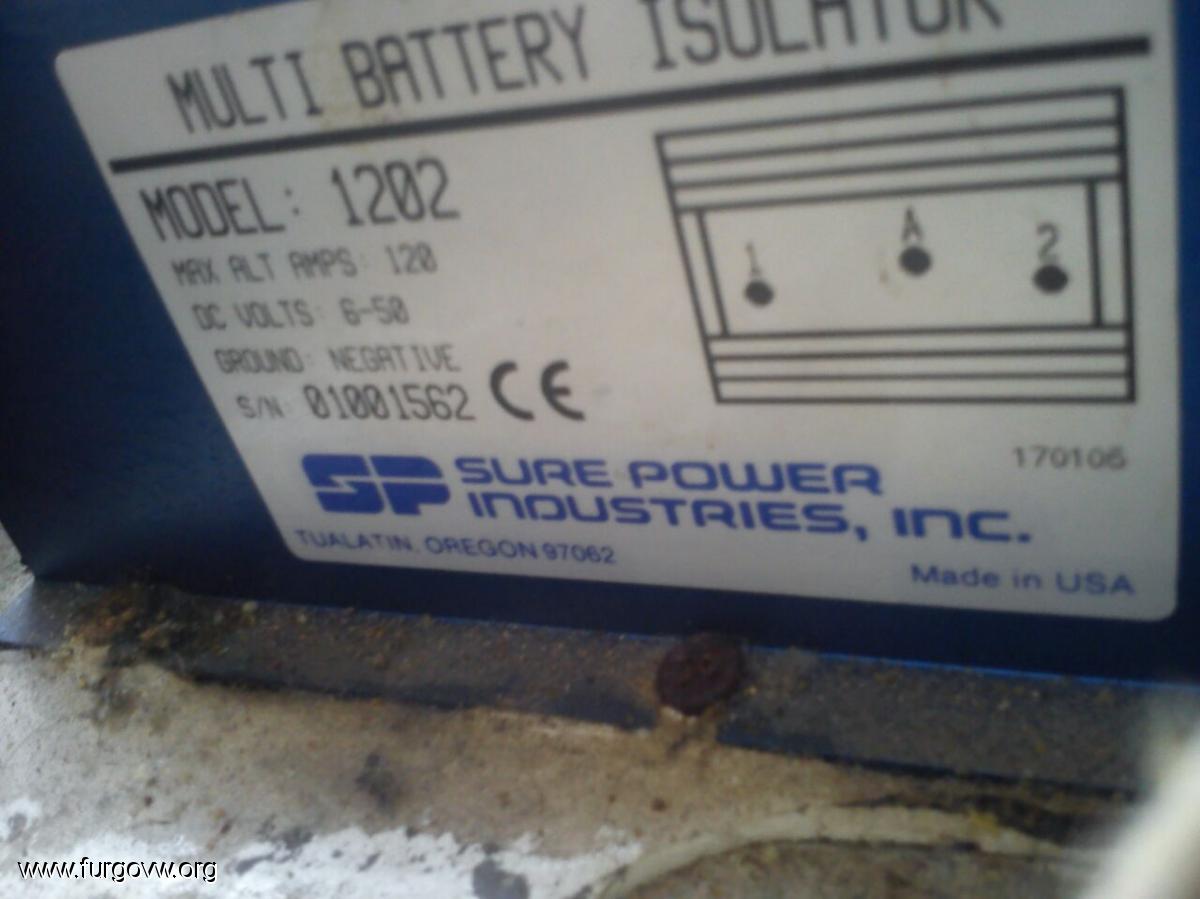 MULTI BATTERY ISOLATOR
MODEL: 1202
MAX ALT AMPS: 120
DC VOLTS: 6-50
GROUND: NEGATIVE
S/N: 01001562 CE
1 A 2
170106
SP SURE POWER
INDUSTRIES, INC.
TUALATIN, OREGON 97062
Made in USA
www.furgovw.org